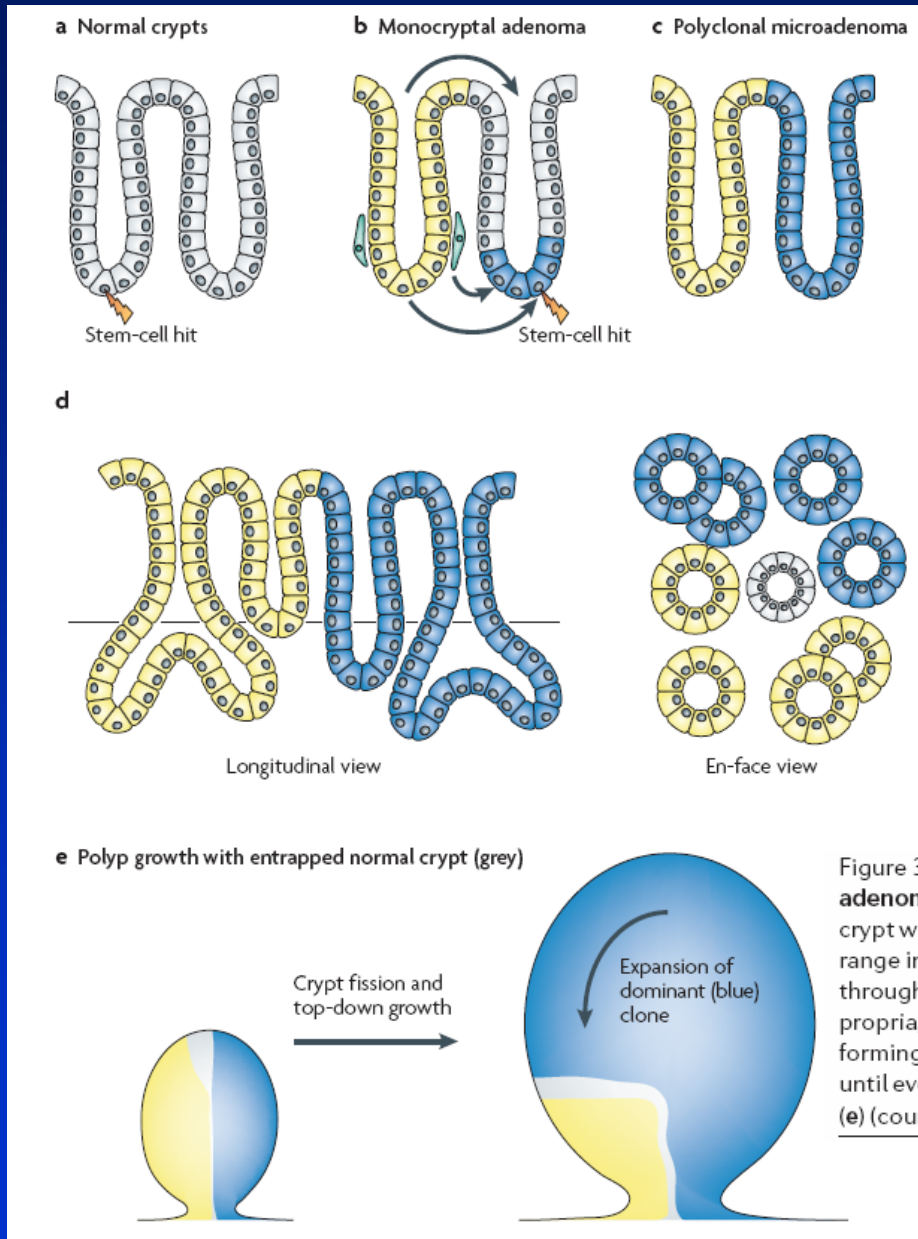 a Normal crypts
b Monocryptal adenoma
c Polyclonal microadenoma
Stem-cell hit
Stem-cell hit
d
Longitudinal view
En-face view
e Polyp growth with entrapped normal crypt (grey)
Crypt fission and
top-down growth
Expansion of
dominant (blue)
clone
Figure 3
adenom
crypt w
range in
through
propria
forming
until eve
(e) (cou